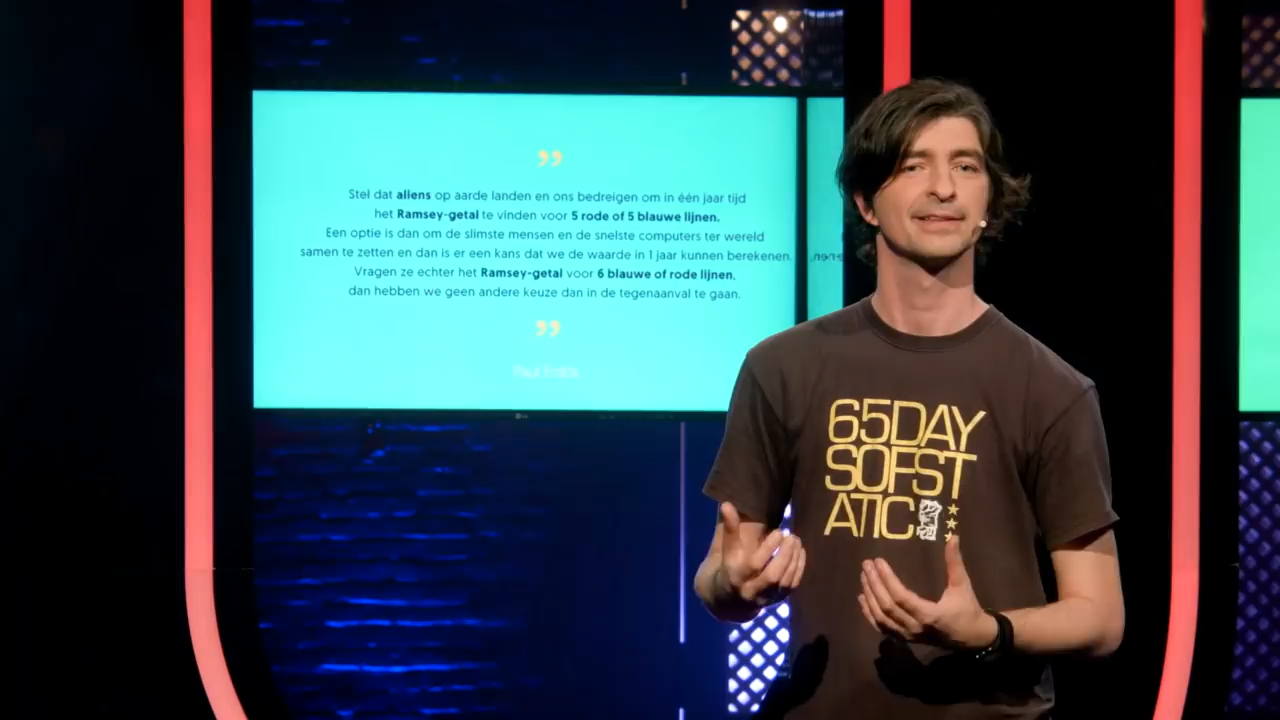 ”
Stel dat aliens op aarde landen en ons bedreigen om in één jaar tijd
het Ramsey-getal te vinden voor 5 rode of 5 blauwe lijnen.
Een optie is dan om de slimste mensen en de snelste computers ter wereld
samen te zetten en dan is er een kans dat we de waarde in 1 jaar kunnen berekenen.
Vragen ze echter het Ramsey-getal voor 6 blauwe of rode lijnen,
dan hebben we geen andere keuze dan in de tegenaanval te gaan.
”
Paul Erdös
65DAY
SOFST
ATIC